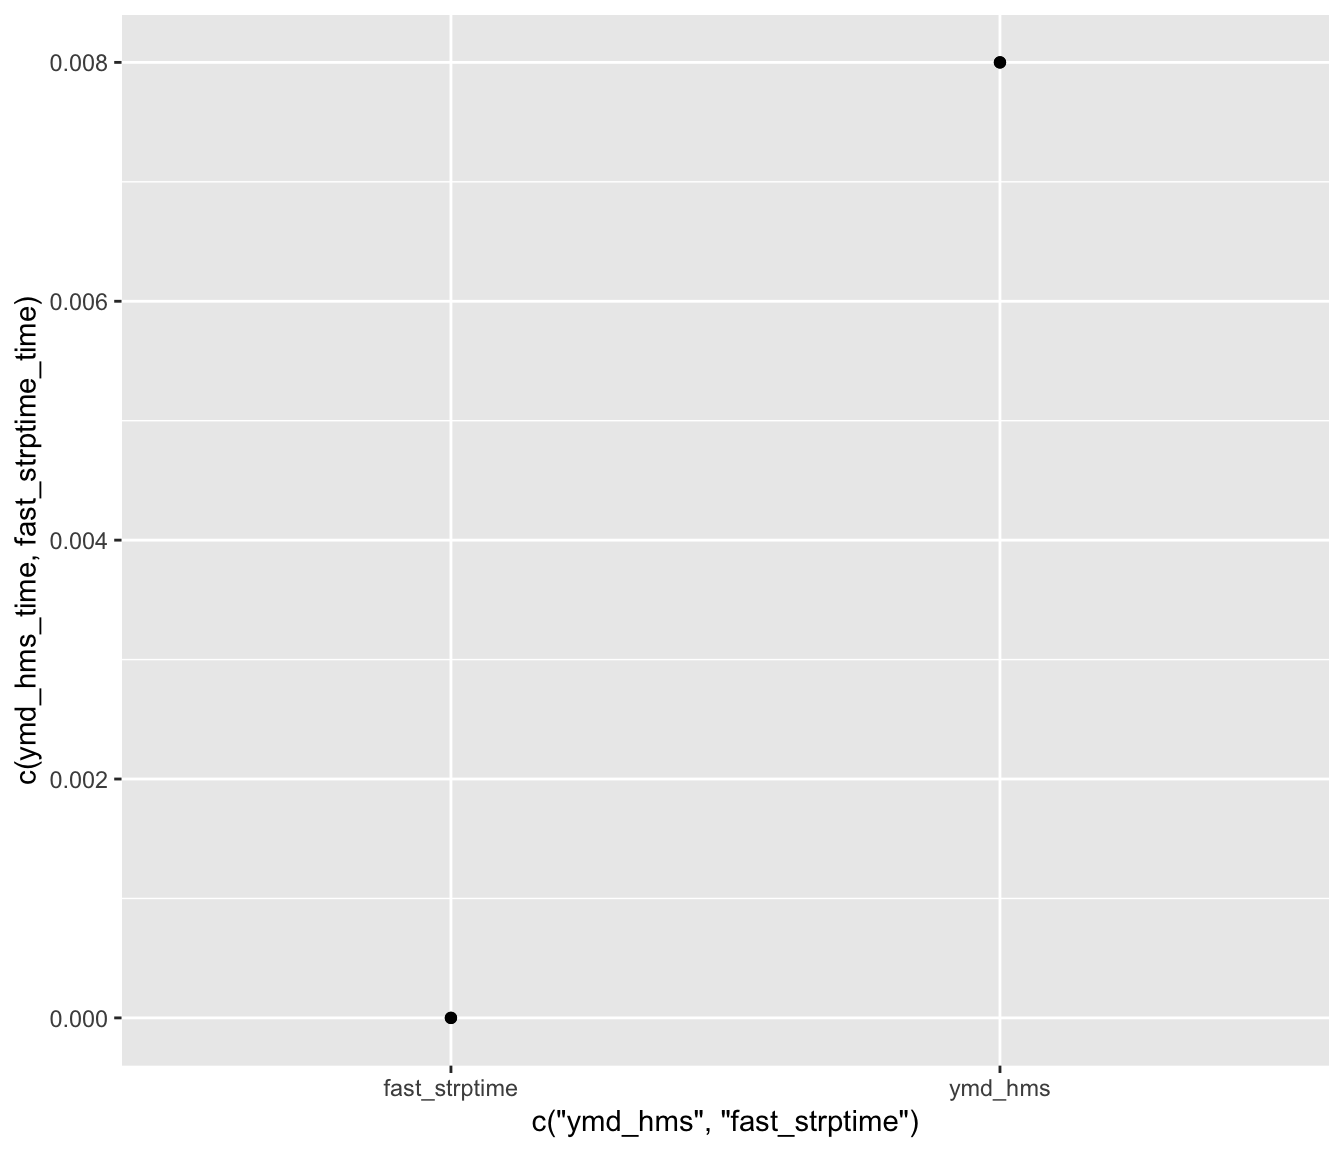 0.008
0.006
0.004
0.002
0.000
c(ymd_hms_time, fast_strptime_time)
fast_strptime
ymd_hms
c("ymd_hms", "fast_strptime")